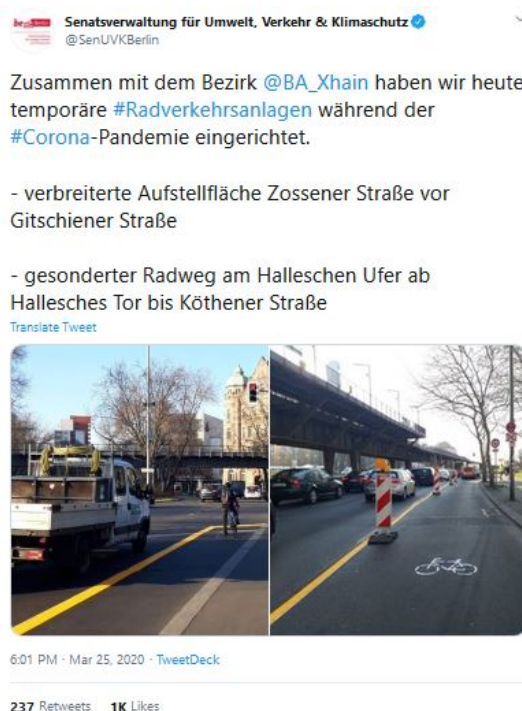 Senatsverwaltung für Umwelt, Verkehr & Klimaschutz
@SenUVKBerlin
Zusammen mit dem Bezirk @BA_Xhain haben wir heute
temporäre #Radverkehrsanlagen während der
#Corona-Pandemie eingerichtet.
- verbreiterte Aufstellfläche Zossener Straße vor
Gitschiener Straße
- gesonderter Radweg am Halleschen Ufer ab
Hallesches Tor bis Köthener Straße
Translate Tweet
6:01 PM · Mar 25, 2020 · TweetDeck
237 Retweets 1K Likes